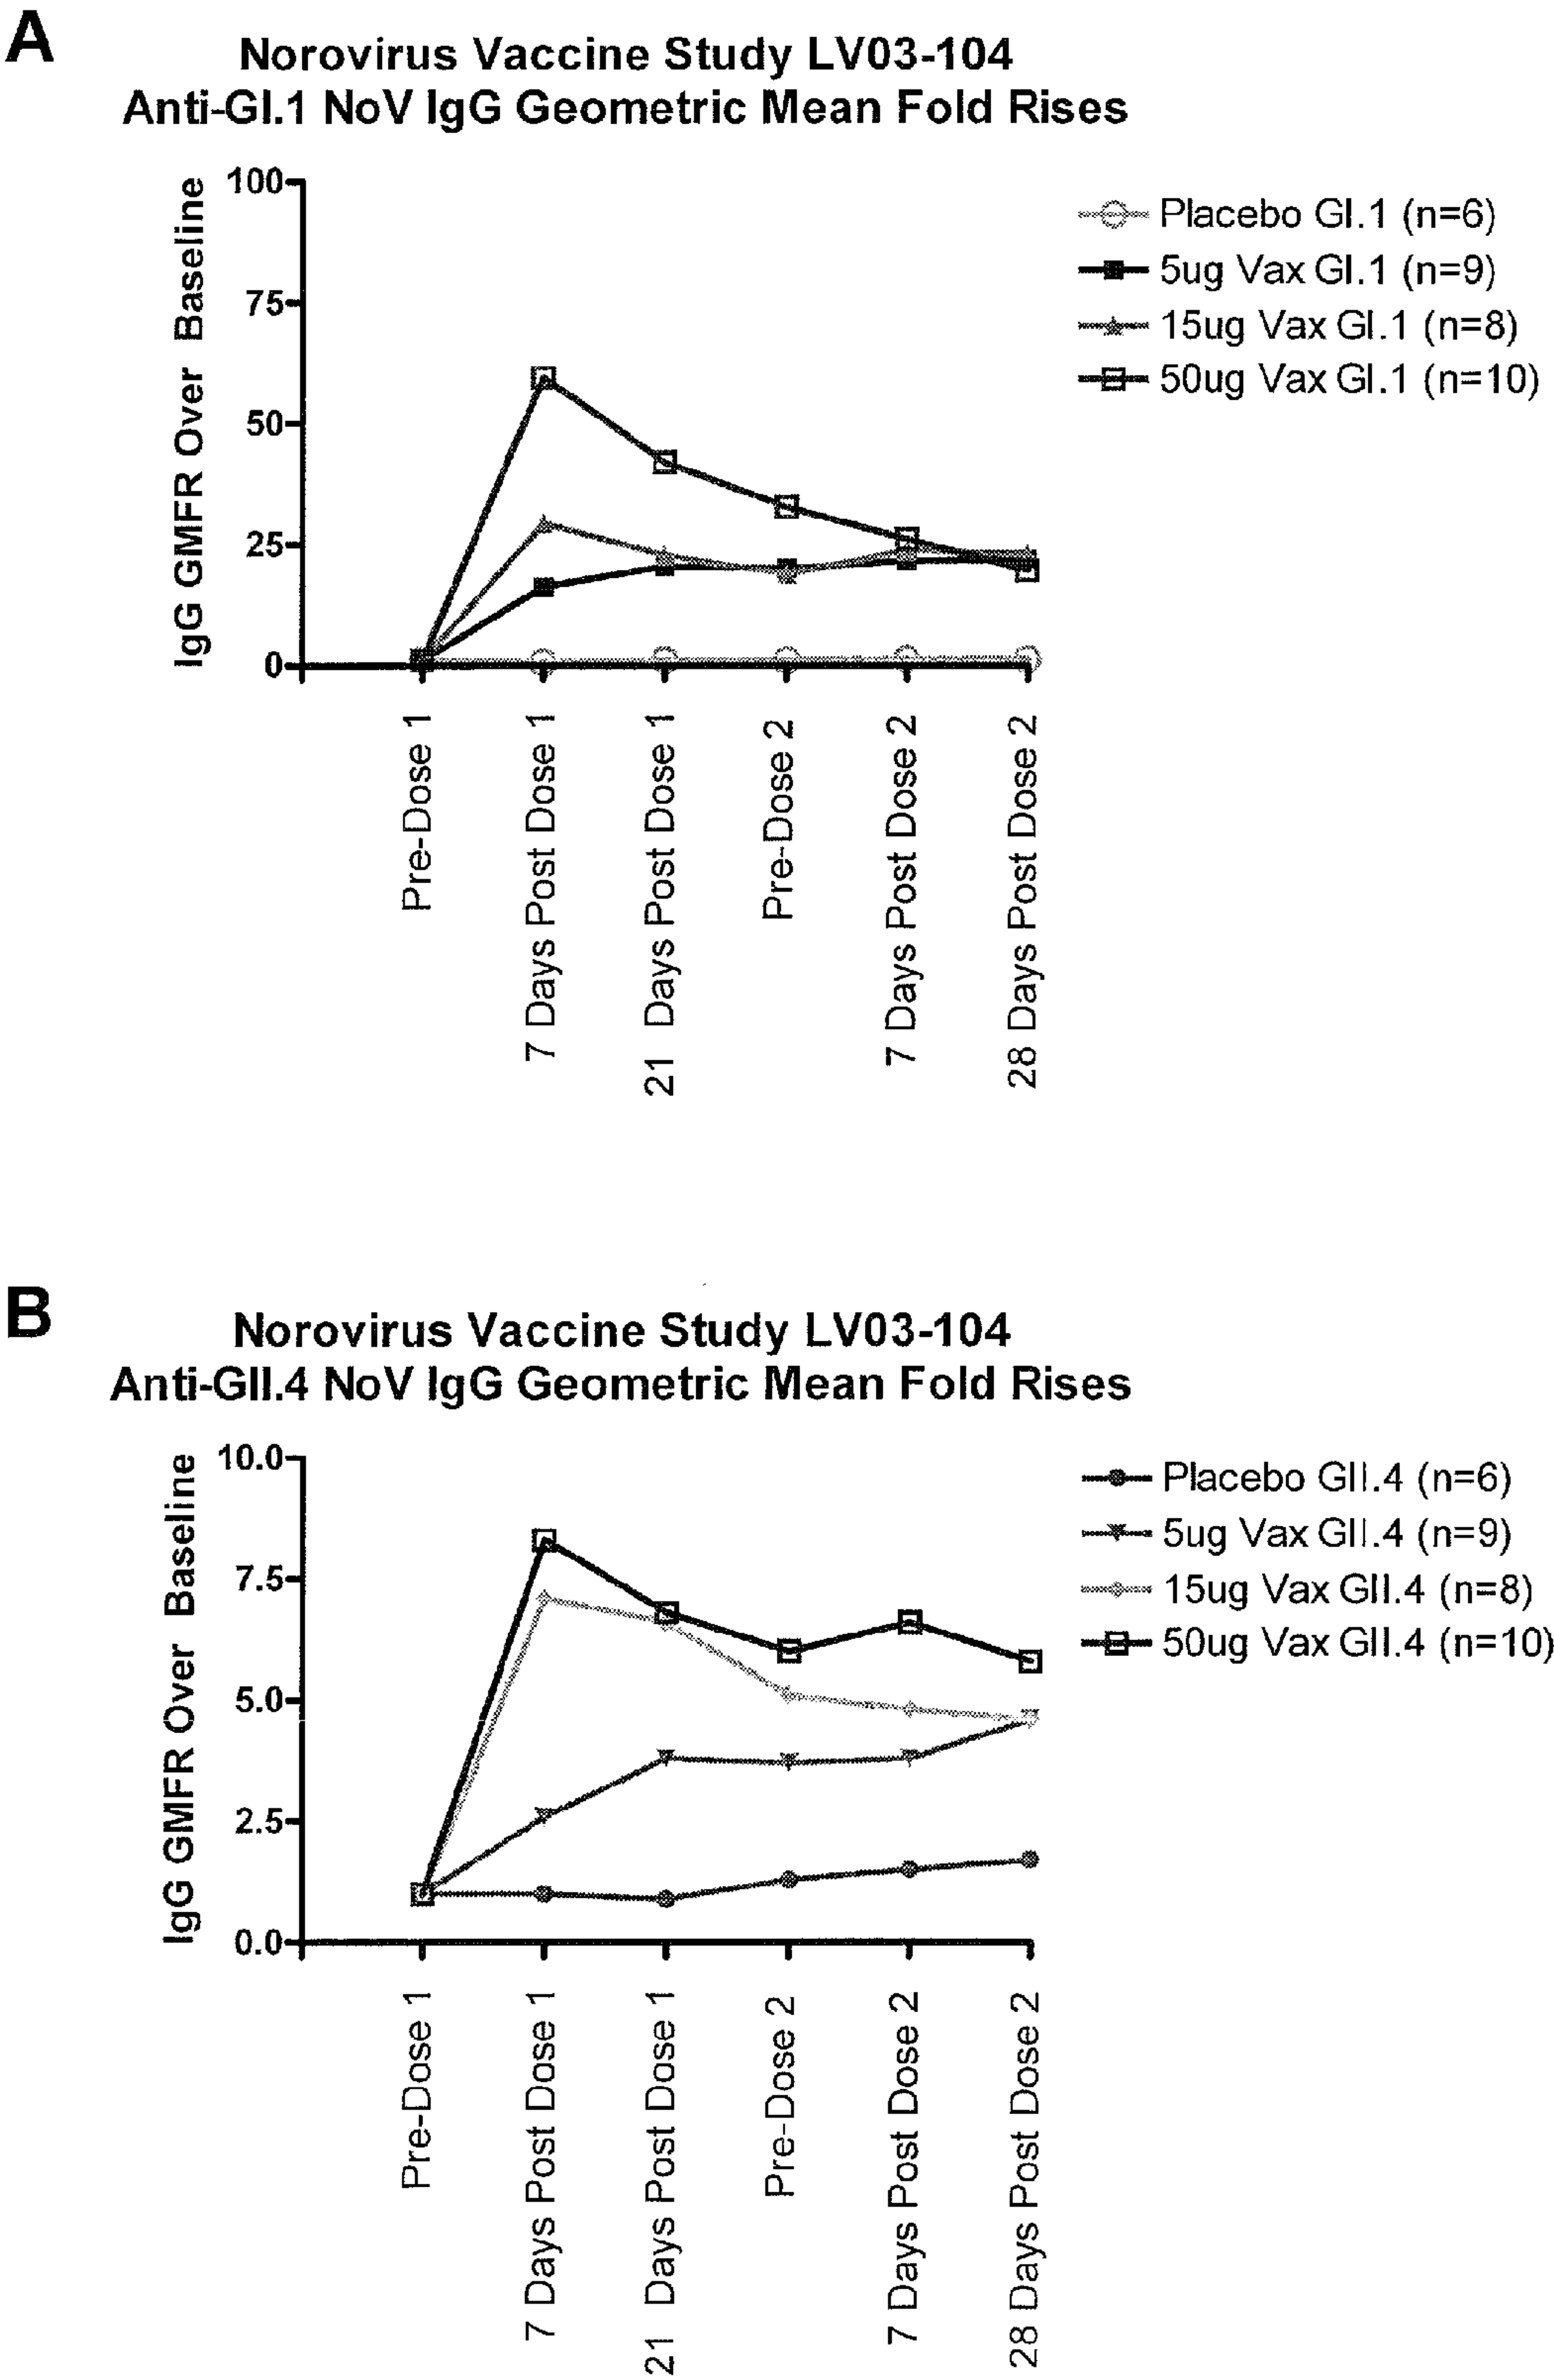 A
Norovirus Vaccine Study LV03-104
Anti-GI.1 NoV IgG Geometric Mean Fold Rises
IgG GMFR Over Baseline
100
75
50
25
0
Placebo GI.1 (n=6)
5ug Vax GI.1 (n=9)
15ug Vax GI.1 (n=8)
50ug Vax GI.1 (n=10)
Pre-Dose 1
7 Days Post Dose 1
21 Days Post Dose 1
Pre-Dose 2
7 Days Post Dose 2
28 Days Post Dose 2
B
Norovirus Vaccine Study LV03-104
Anti-GII.4 NoV IgG Geometric Mean Fold Rises
IgG GMFR Over Baseline
10.0
7.5
5.0
2.5
0.0
Placebo GII.4 (n=6)
5ug Vax GII.4 (n=9)
15ug Vax GII.4 (n=8)
50ug Vax GII.4 (n=10)
Pre-Dose 1
7 Days Post Dose 1
21 Days Post Dose 1
Pre-Dose 2
7 Days Post Dose 2
28 Days Post Dose 2